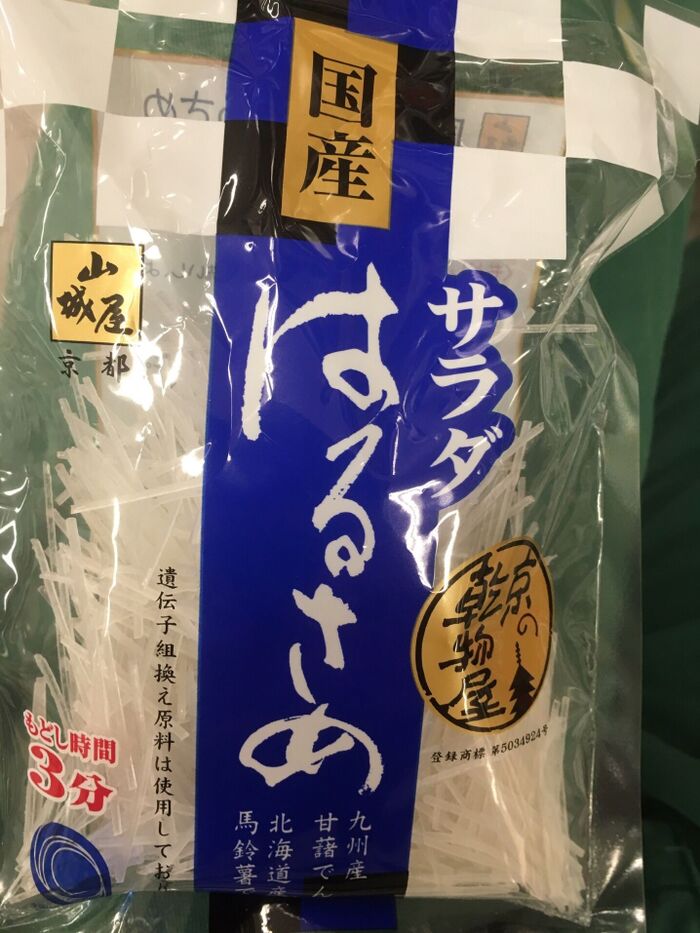 国産
サラダ
はるさめ
山城屋
京都
京の
乾物屋
登録商標 第5034924号
遺伝子組換え原料は使用してお
もどし時間
3分
九州産
甘藷でん
北海道産
馬鈴薯で